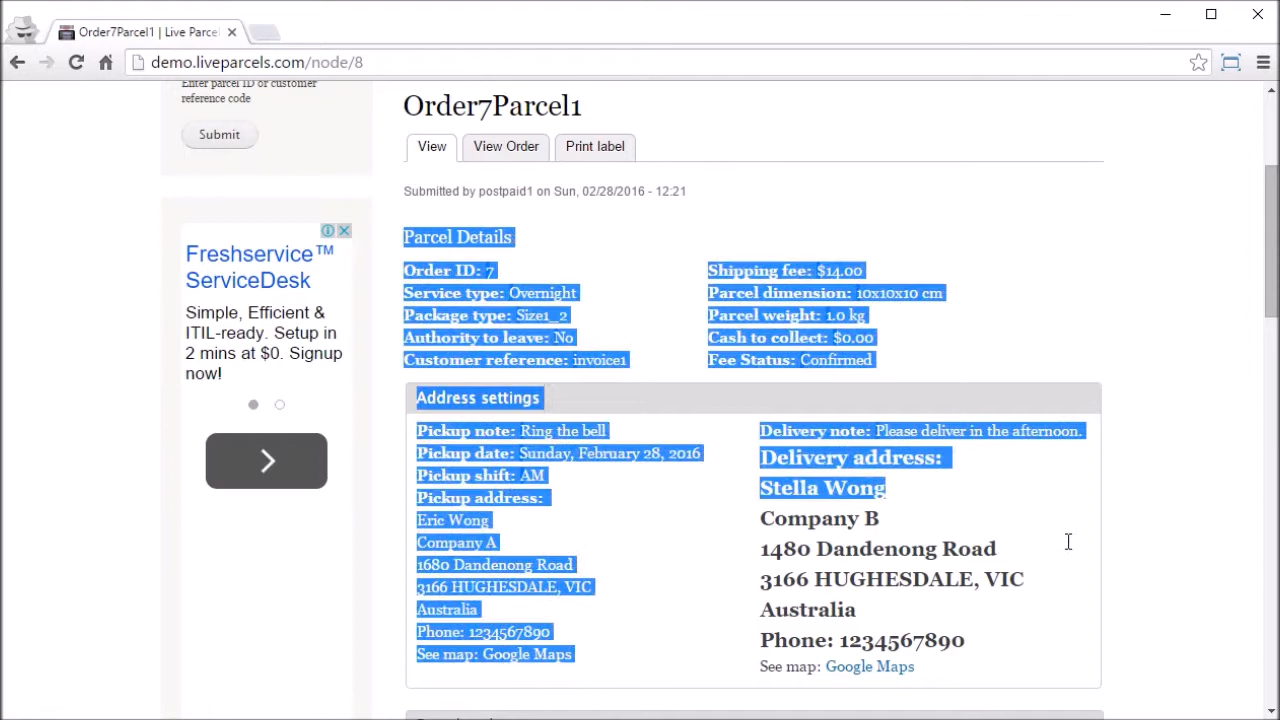 Order7Parcel1 | Live Parcel
demo.liveparcels.com/node/8
Enter parcel ID or customer
reference code
Submit
Freshservice™
ServiceDesk
Simple, Efficient &
ITIL-ready. Setup in
2 mins at $0. Signup
now!
Order7Parcel1
View
View Order
Print label
Submitted by postpaid1 on Sun, 02/28/2016 - 12:21
Parcel Details
Order ID: 7
Service type: Overnight
Package type: Size1_2
Authority to leave: No
Customer reference: invoice1
Shipping fee: $14.00
Parcel dimension: 10x10x10 cm
Parcel weight: 1.0 kg
Cash to collect: $0.00
Fee Status: Confirmed
Address settings
Pickup note: Ring the bell
Pickup date: Sunday, February 28, 2016
Pickup shift: AM
Pickup address:
Eric Wong
Company A
1680 Dandenong Road
3166 HUGHESDALE, VIC
Australia
Phone: 1234567890
See map: Google Maps
Delivery note: Please deliver in the afternoon.
Delivery address:
Stella Wong
Company B
1480 Dandenong Road
3166 HUGHESDALE, VIC
Australia
Phone: 1234567890
See map: Google Maps